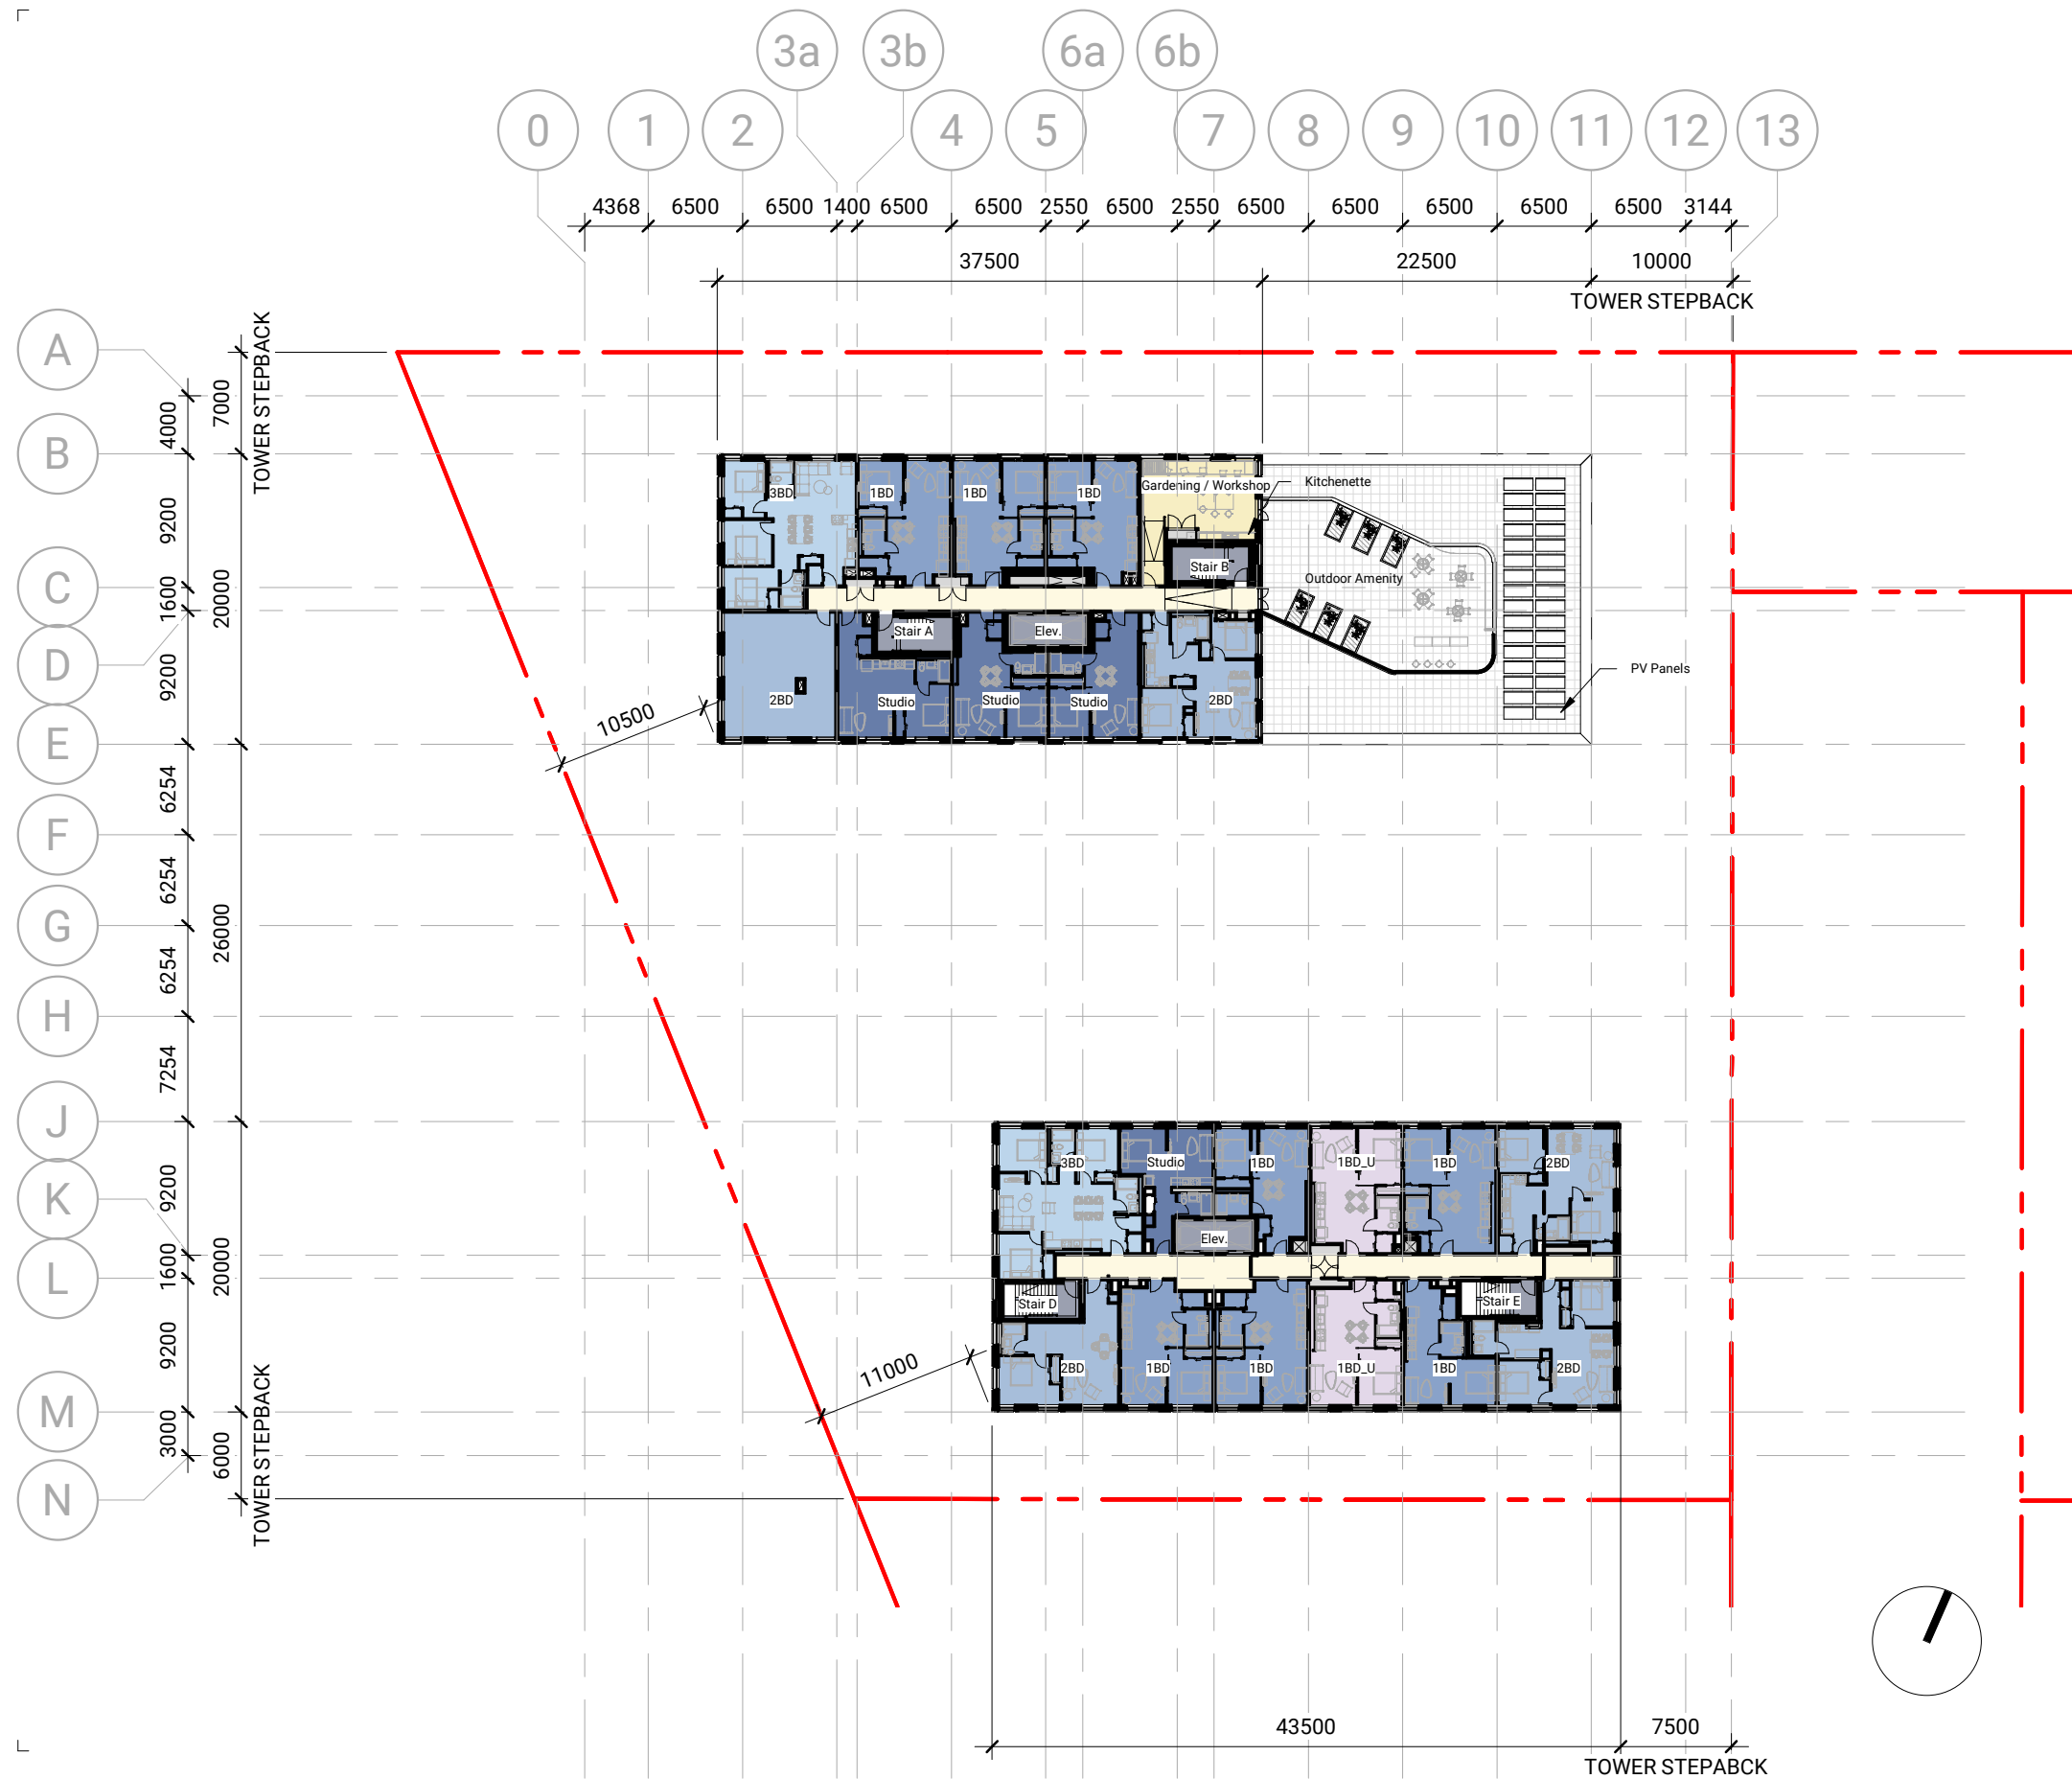 3a 3b 6a 6b
0 1 2 4 5 7 8 9 10 11 12 13
4368 6500 6500 1400 6500 6500 2550 6500 2550 6500 6500 6500 6500 6500 3144
37500 22500 10000
TOWER STEPBACK
A
B
C
D
E
F
G
H
J
K
L
M
N
4000
9200
1600
9200
6254
6254
6254
7254
9200
1600
9200
3000
7000
20000
26000
20000
6000
TOWER STEPBACK
TOWER STEPBACK
3BD 1BD 1BD 1BD
Gardening / Workshop
Kitchenette
Stair B
Outdoor Amenity
Stair A
Elev.
PV Panels
2BD Studio Studio Studio 2BD
10500
3BD Studio 1BD 1BD_U 1BD 2BD
Elev.
Stair D
Stair E
2BD 1BD 1BD 1BD_U 1BD 2BD
11000
43500 7500
TOWER STEPABCK